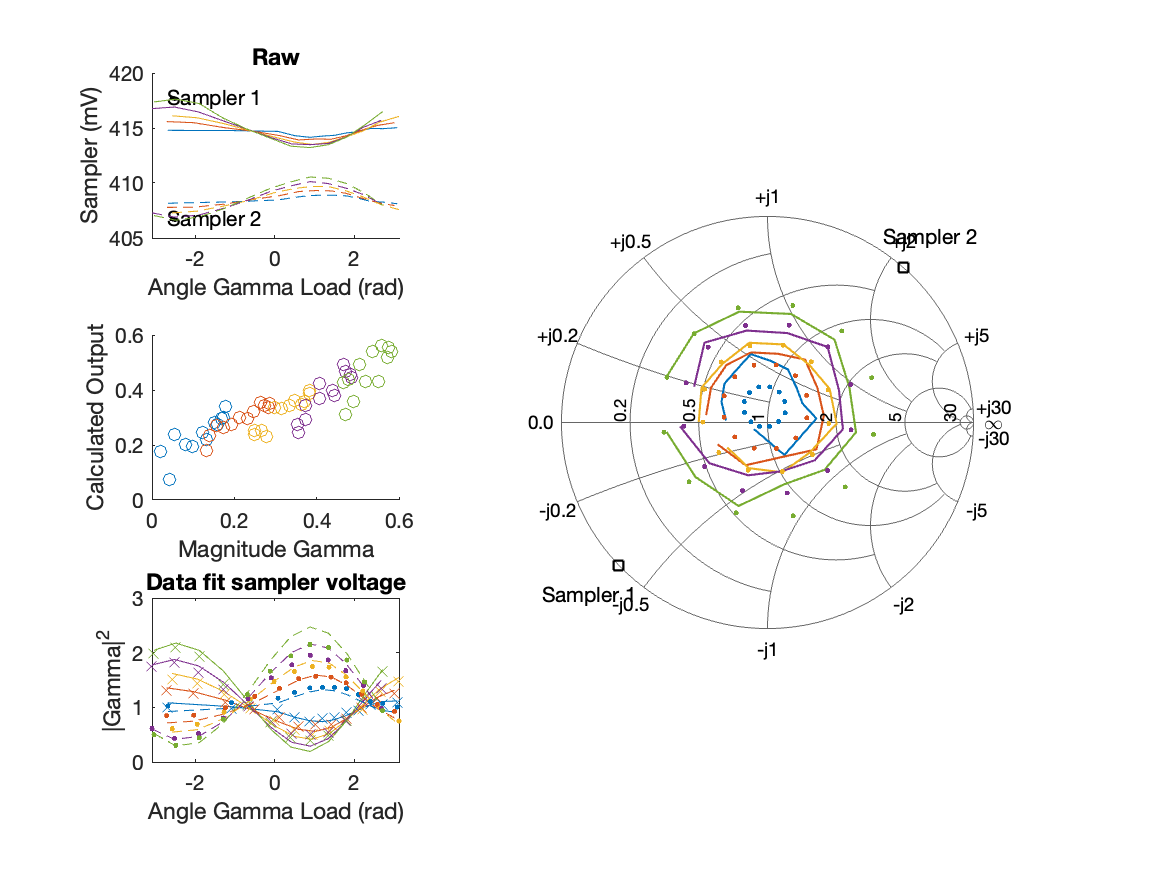 Raw
420
415
410
405
Sampler (mV)
Sampler 1
Sampler 2
-2
0
2
Angle Gamma Load (rad)
0.6
0.4
0.2
0
Calculated Output
0
0.2
0.4
0.6
Magnitude Gamma
Data fit sampler voltage
3
2
1
0
|Gamma|2
-2
0
2
Angle Gamma Load (rad)
+j1
+j0.5
+j2
Sampler 2
+j0.2
+j5
0.0
0.2
0.5
1
2
5
30
+j30
∞
-j30
-j0.2
-j5
Sampler 1
-j0.5
-j2
-j1